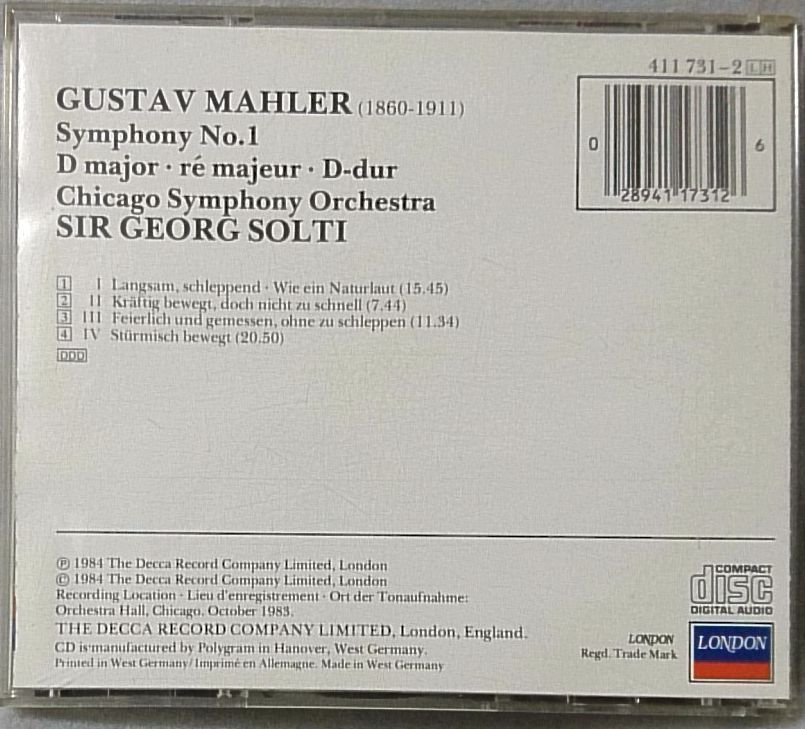 411 731-2 LH
GUSTAV MAHLER (1860-1911)
Symphony No.1
D major · ré majeur · D-dur
Chicago Symphony Orchestra
SIR GEORG SOLTI
0 28941 17312 6
1 I Langsam, schleppend · Wie ein Naturlaut (15.45)
2 II Kräftig bewegt, doch nicht zu schnell (7.44)
3 III Feierlich und gemessen, ohne zu schleppen (11.34)
4 IV Stürmisch bewegt (20.50)
DDD
℗ 1984 The Decca Record Company Limited, London
© 1984 The Decca Record Company Limited, London
Recording Location · Lieu d'enregistrement · Ort der Tonaufnahme:
Orchestra Hall, Chicago. October 1983.
THE DECCA RECORD COMPANY LIMITED, London, England.
CD is manufactured by Polygram in Hanover, West Germany.
Printed in West Germany/Imprimé en Allemagne. Made in West Germany
COMPACT
disc
DIGITAL AUDIO
LONDON
Regd. Trade Mark
LONDON